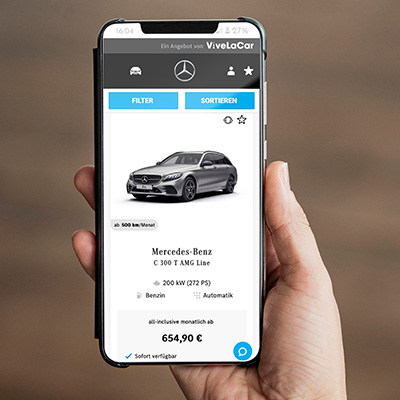 16:04 27%
Ein Angebot von ViveLaCar
FILTER SORTIEREN
ab 500 km/Monat
Mercedes-Benz
C 300 T AMG Line
200 kW (272 PS)
Benzin Automatik
all-inclusive monatlich ab
654,90 €
Sofort verfügbar